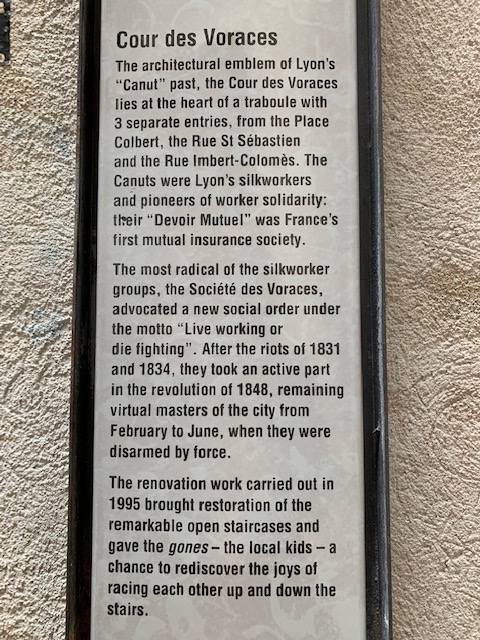 Cour des Voraces
The architectural emblem of Lyon's
“Canut” past, the Cour des Voraces
lies at the heart of a traboule with
3 separate entries, from the Place
Colbert, the Rue St Sébastien
and the Rue Imbert-Colomès. The
Canuts were Lyon's silkworkers
and pioneers of worker solidarity:
their “Devoir Mutuel” was France's
first mutual insurance society.
The most radical of the silkworker
groups, the Société des Voraces,
advocated a new social order under
the motto “Live working or
die fighting”. After the riots of 1831
and 1834, they took an active part
in the revolution of 1848, remaining
virtual masters of the city from
February to June, when they were
disarmed by force.
The renovation work carried out in
1995 brought restoration of the
remarkable open staircases and
gave the gones – the local kids – a
chance to rediscover the joys of
racing each other up and down the
stairs.